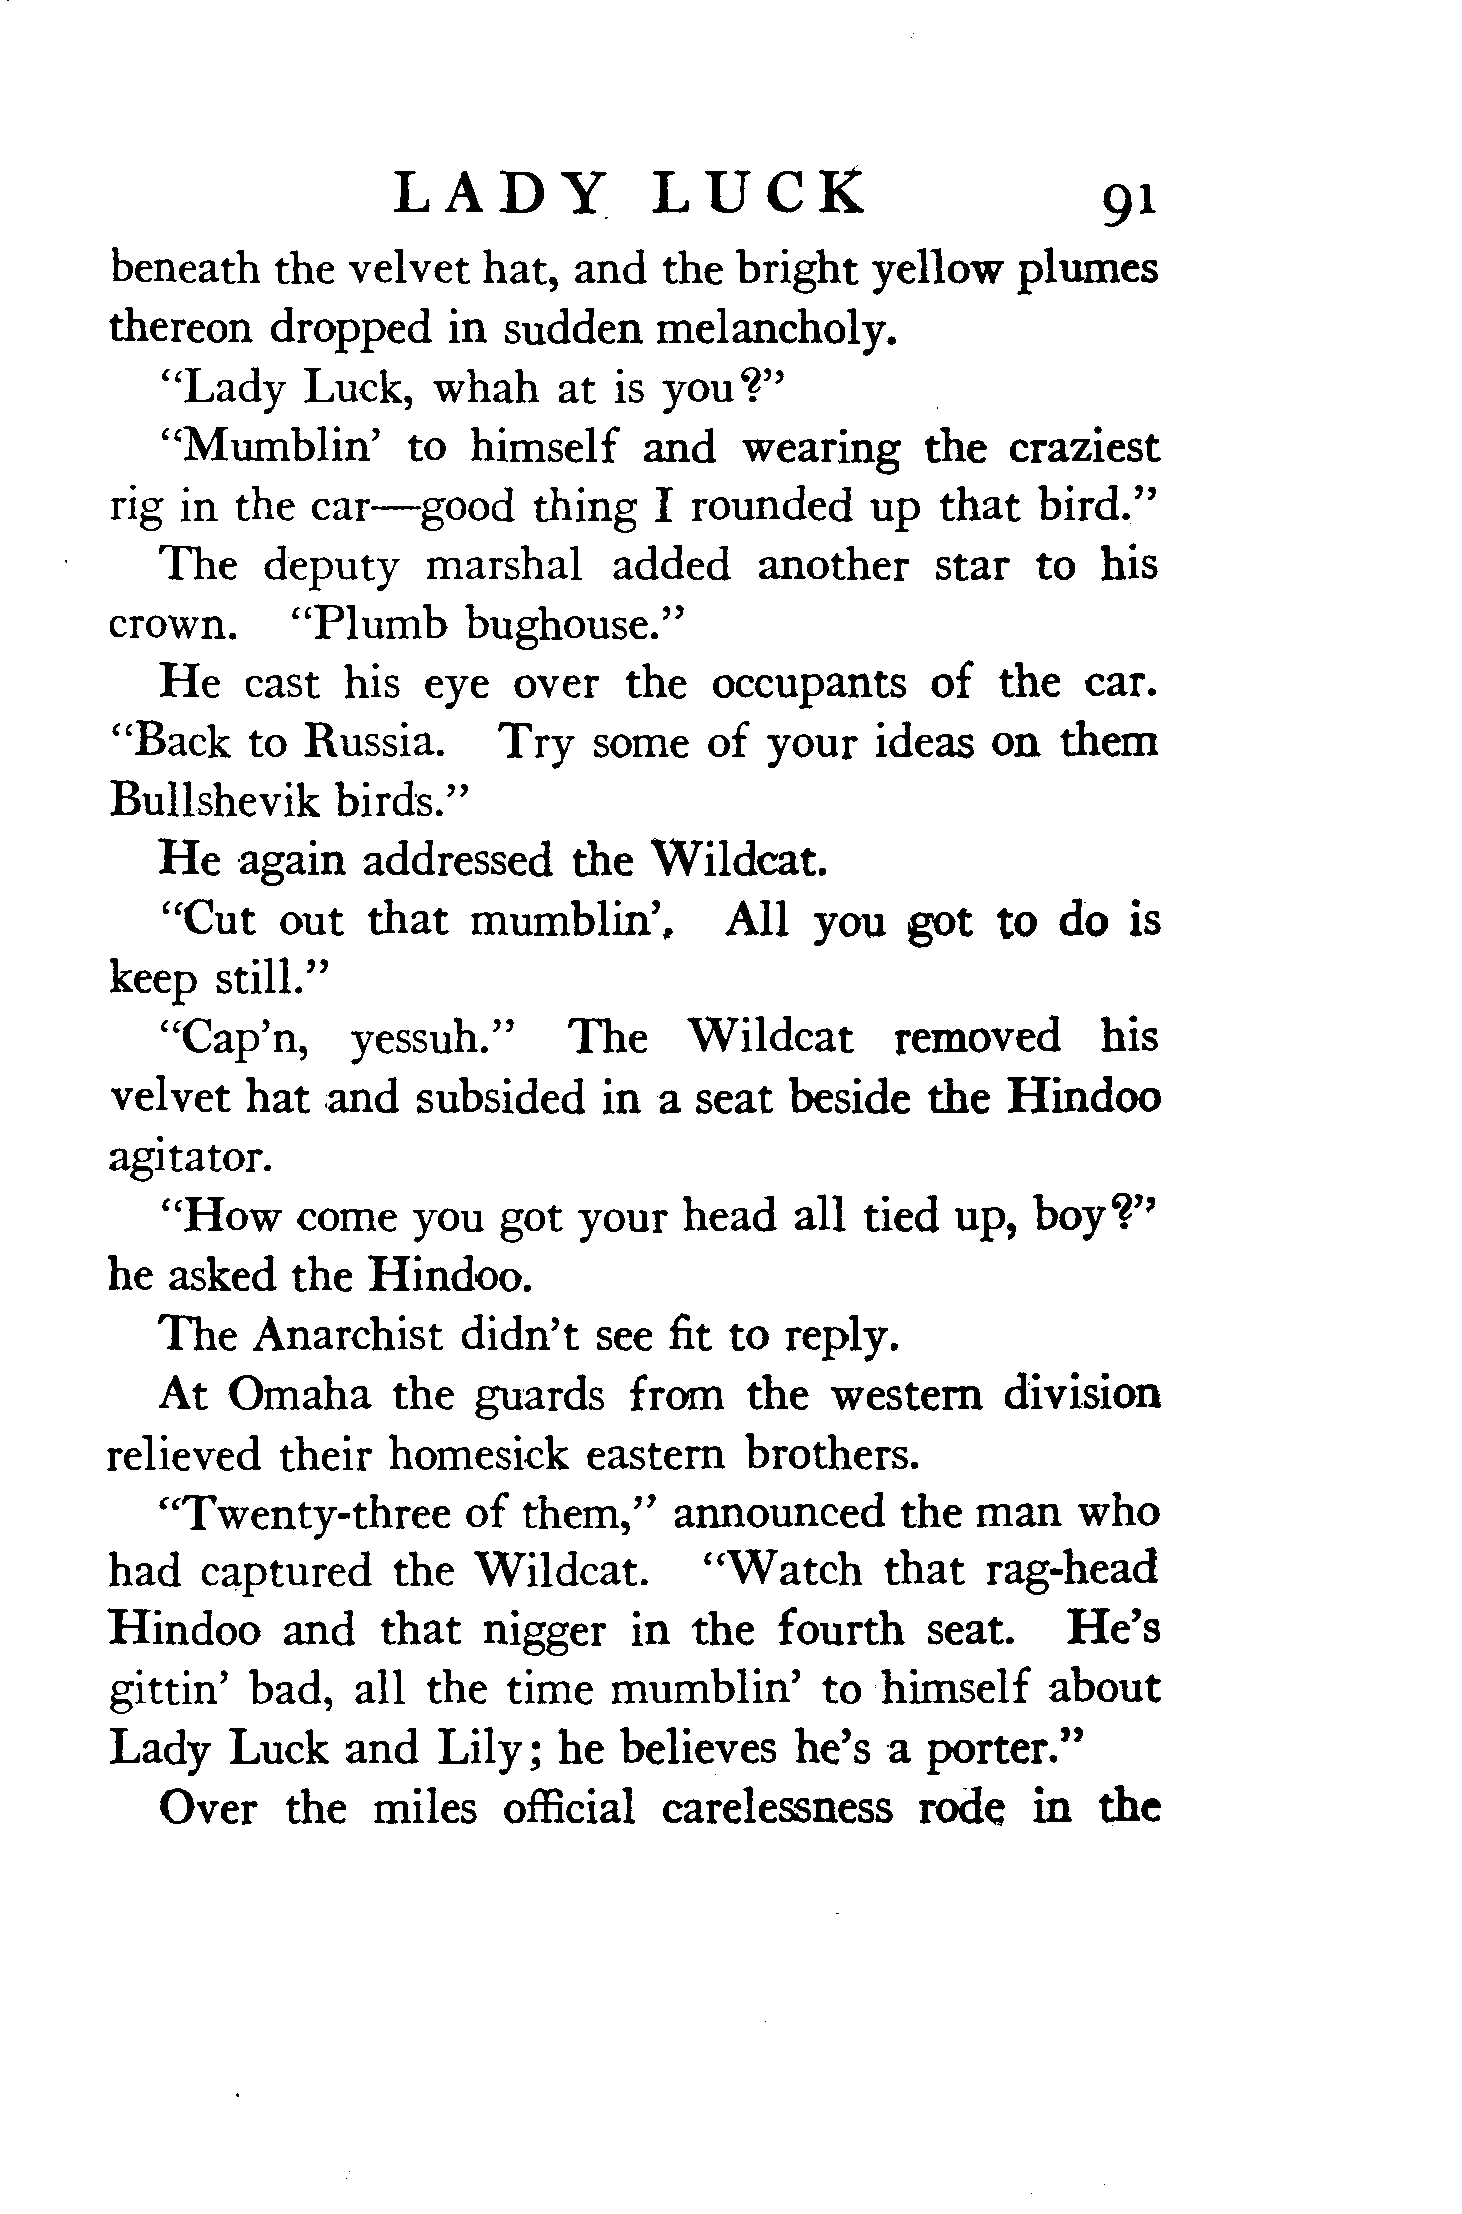 LADY LUCK 91
beneath the velvet hat, and the bright yellow plumes
thereon dropped in sudden melancholy.
"Lady Luck, whah at is you?"
"Mumblin' to himself and wearing the craziest
rig in the car—good thing I rounded up that bird."
The deputy marshal added another star to his
crown. "Plumb bughouse."
He cast his eye over the occupants of the car.
"Back to Russia. Try some of your ideas on them
Bullshevik birds."
He again addressed the Wildcat.
"Cut out that mumblin'. All you got to do is
keep still."
"Cap'n, yessuh." The Wildcat removed his
velvet hat and subsided in a seat beside the Hindoo
agitator.
"How come you got your head all tied up, boy?"
he asked the Hindoo.
The Anarchist didn't see fit to reply.
At Omaha the guards from the western division
relieved their homesick eastern brothers.
"Twenty-three of them," announced the man who
had captured the Wildcat. "Watch that rag-head
Hindoo and that nigger in the fourth seat. He's
gittin' bad, all the time mumblin' to himself about
Lady Luck and Lily; he believes he's a porter."
Over the miles official carelessness rode in the